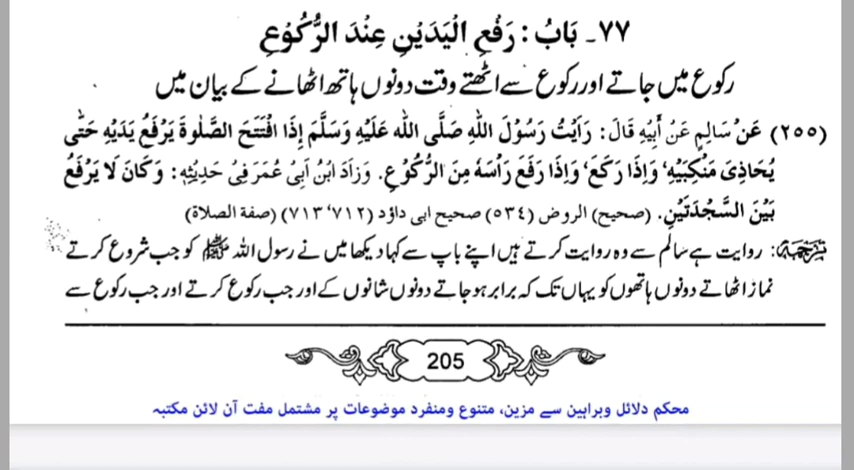 ۷۷۔ بَابُ: رَفْعِ الْیَدَیْنِ عِنْدَ الرُّکُوْعِ
رکوع میں جاتے اور رکوع سے اٹھتے وقت دونوں ہاتھ اٹھانے کے بیان میں
(۲۵۵) عَنْ سَالِمٍ عَنْ أَبِیْهِ قَالَ: رَأَیْتُ رَسُوْلَ اللهِ صَلَّی الله عَلَیْهِ وَسَلَّمَ إِذَا افْتَتَحَ الصَّلٰوةَ یَرْفَعُ یَدَیْهِ حَتّٰی
یُحَاذِیَ مَنْکِبَیْهِ، وَإِذَا رَکَعَ، وَإِذَا رَفَعَ رَأْسَهٗ مِنَ الرُّکُوْعِ. وَزَادَ ابْنُ اَبِیْ عُمَرَ فِیْ حَدِیْثِهٖ: وَکَانَ لَا یَرْفَعُ
بَیْنَ السَّجْدَتَیْنِ. (صحیح) الروض (۵۳۴) صحیح ابی داؤد (۷۱۲، ۷۱۳) (صفة الصلاة)
ترجمہ: روایت ہے سالم سے وہ روایت کرتے ہیں اپنے باپ سے کہا دیکھا میں نے رسول اللہ ﷺ کو جب شروع کرتے
نماز اٹھاتے دونوں ہاتھوں کو یہاں تک کہ برابر ہو جاتے دونوں شانوں کے اور جب رکوع کرتے اور جب رکوع سے
205
محکم دلائل وبراہین سے مزین، متنوع ومنفرد موضوعات پر مشتمل مفت آن لائن مکتبہ